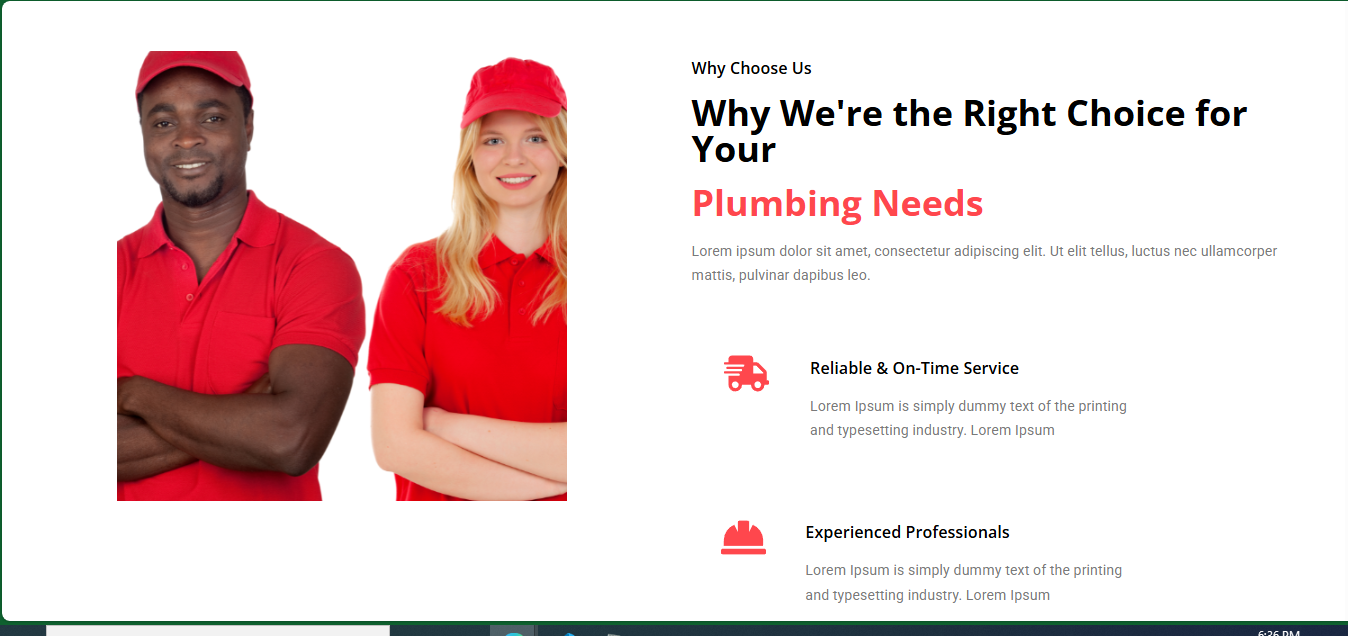 Why Choose Us
Why We're the Right Choice for
Your
Plumbing Needs
Lorem ipsum dolor sit amet, consectetur adipiscing elit. Ut elit tellus, luctus nec ullamcorper
mattis, pulvinar dapibus leo.
Reliable & On-Time Service
Lorem Ipsum is simply dummy text of the printing
and typesetting industry. Lorem Ipsum
Experienced Professionals
Lorem Ipsum is simply dummy text of the printing
and typesetting industry. Lorem Ipsum
6:36 PM